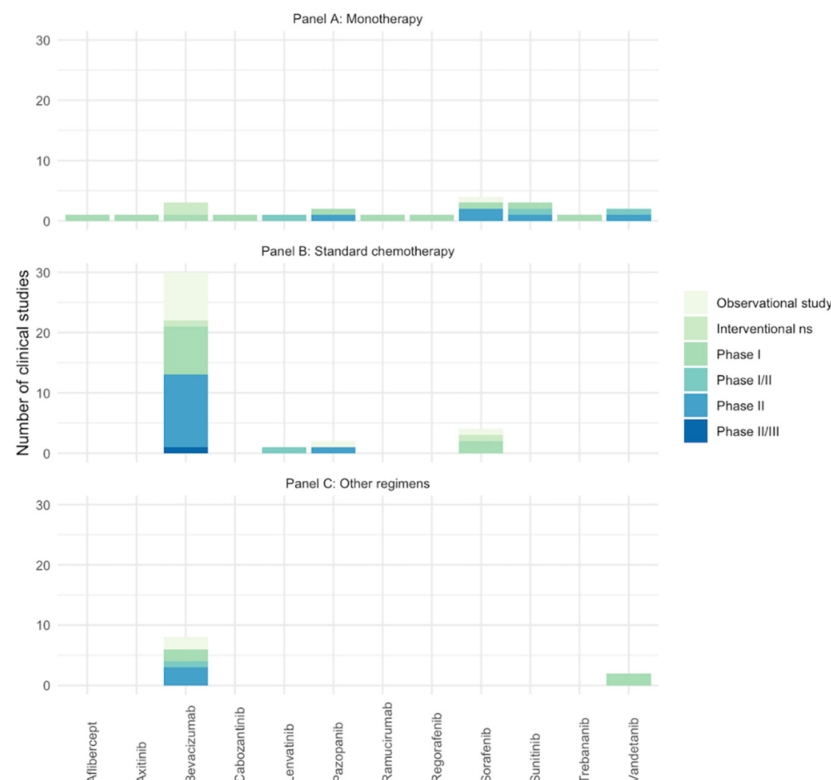 Panel A: Monotherapy
30
20
10
0
Panel B: Standard chemotherapy
30
20
10
0
Panel C: Other regimens
30
20
10
0
Number of clinical studies
Aflibercept
Axitinib
Bevacizumab
Cabozantinib
Lenvatinib
Pazopanib
Ramucirumab
Regorafenib
Sorafenib
Sunitinib
Trebananib
Vandetanib
Observational study
Interventional ns
Phase I
Phase I/II
Phase II
Phase II/III